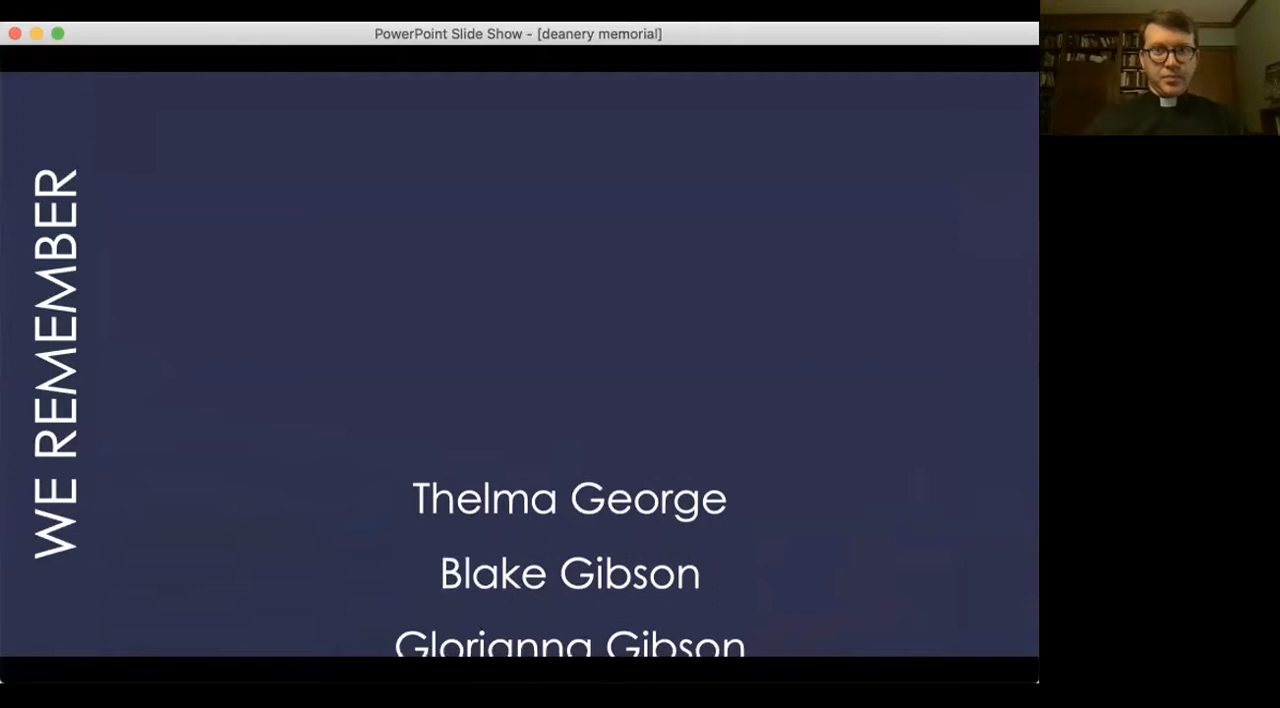 PowerPoint Slide Show - [deanery memorial]
WE REMEMBER
Thelma George
Blake Gibson
Glorianna Gibson